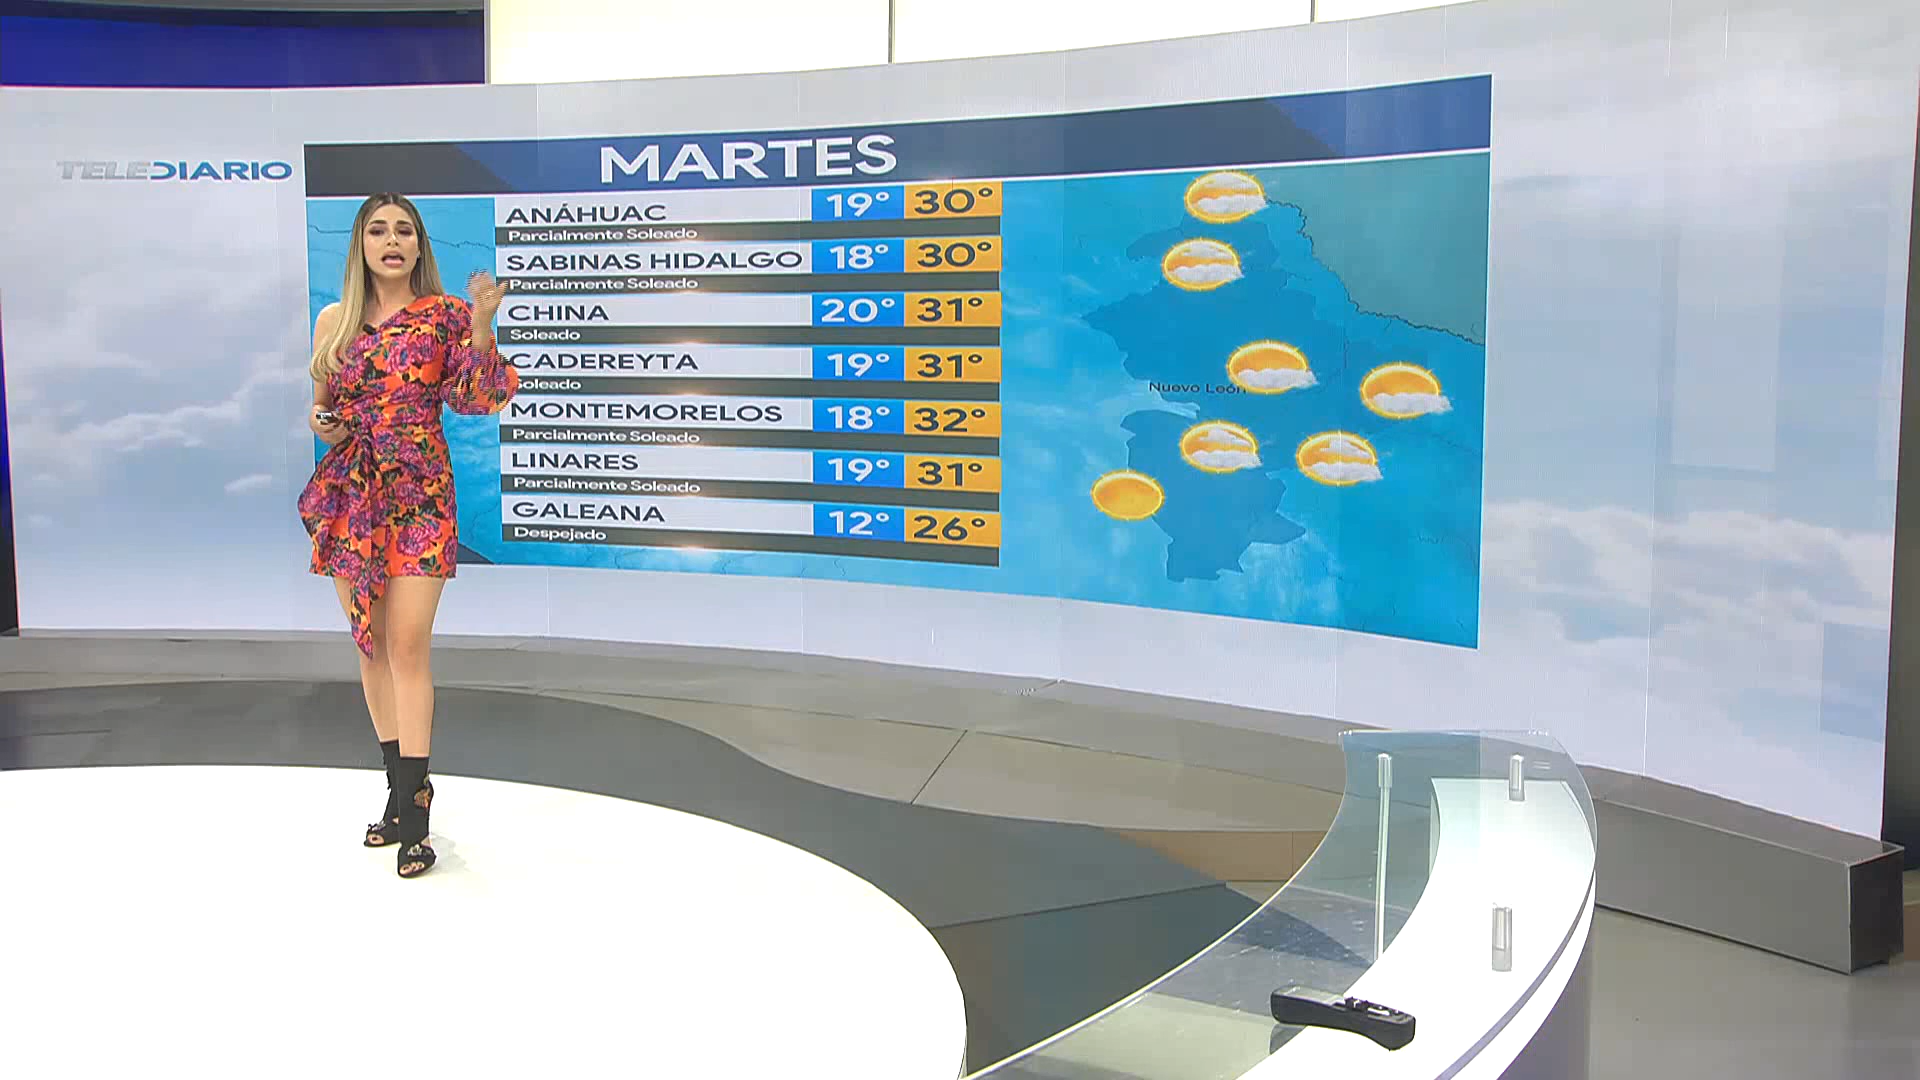 TELEDIARIO
MARTES
ANÁHUAC 19° 30°
Parcialmente Soleado
SABINAS HIDALGO 18° 30°
Parcialmente Soleado
CHINA 20° 31°
Soleado
CADEREYTA 19° 31°
Soleado
MONTEMORELOS 18° 32°
Parcialmente Soleado
LINARES 19° 31°
Parcialmente Soleado
GALEANA 12° 26°
Despejado
Nuevo León